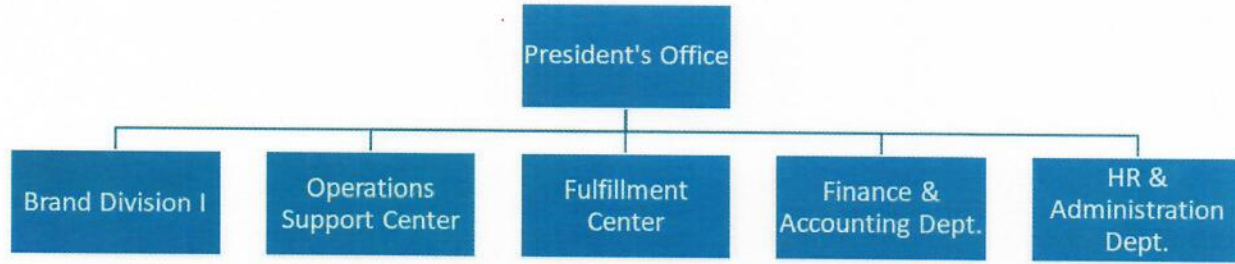 President's Office
Brand Division I
Operations
Support Center
Fulfillment
Center
Finance &
Accounting Dept.
HR &
Administration
Dept.